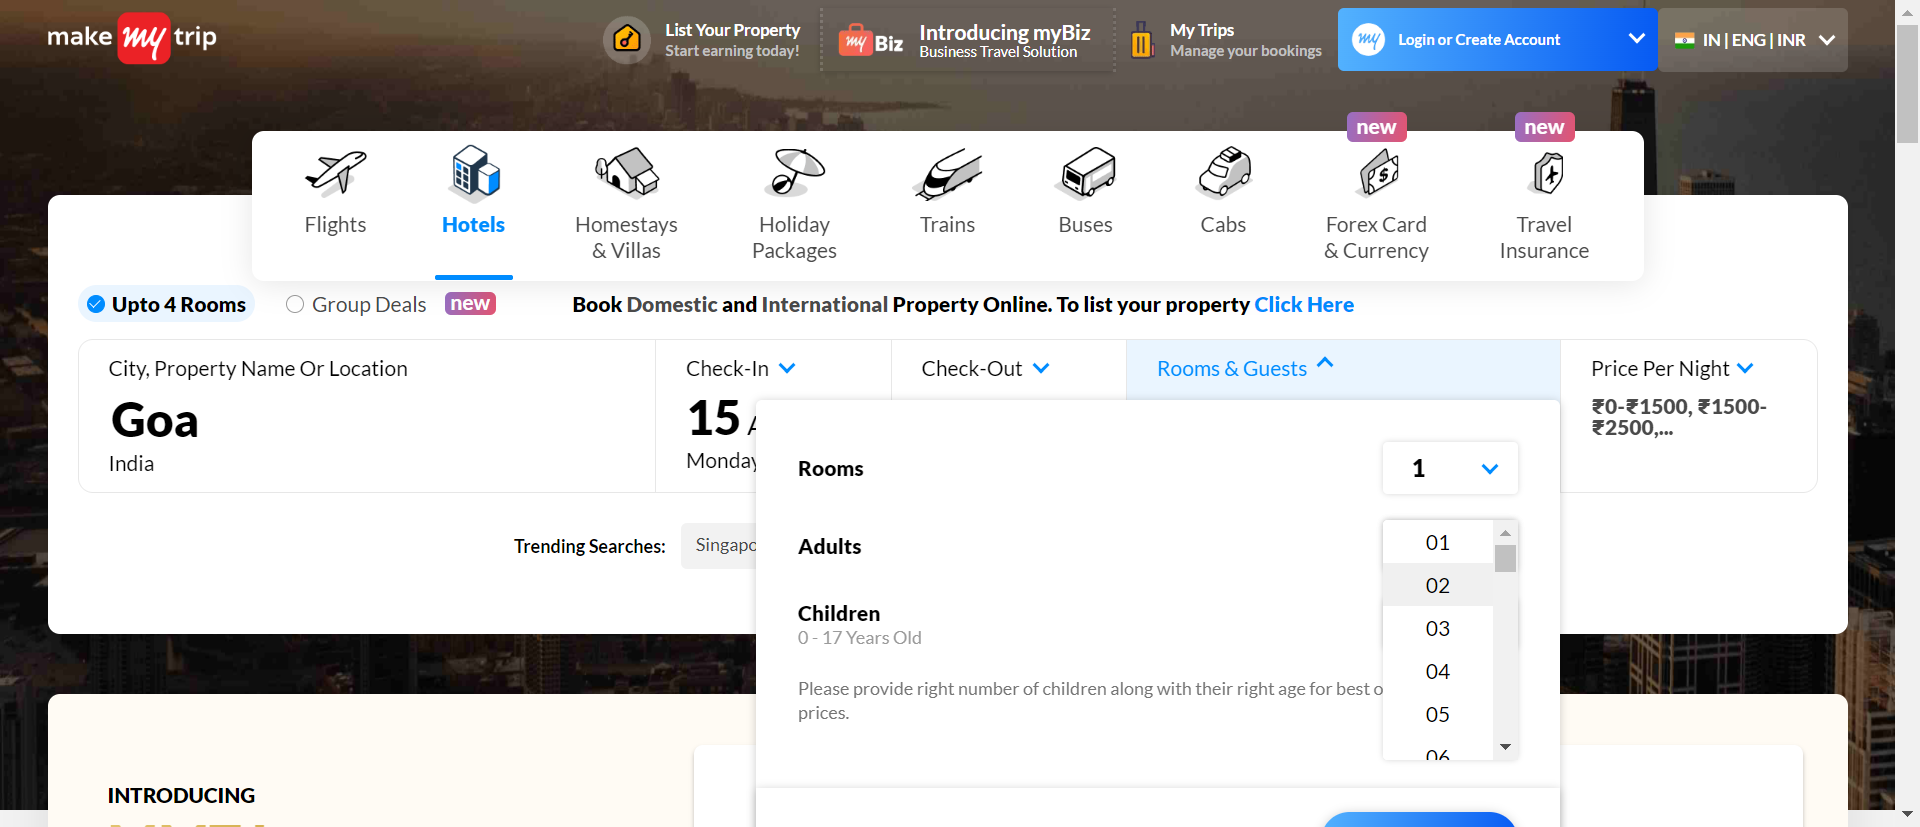 make my trip
List Your Property
Start earning today!
my Biz
Introducing myBiz
Business Travel Solution
My Trips
Manage your bookings
my Login or Create Account
IN | ENG | INR
new
new
Flights
Hotels
Homestays
& Villas
Holiday
Packages
Trains
Buses
Cabs
Forex Card
& Currency
Travel
Insurance
Upto 4 Rooms
Group Deals new
Book Domestic and International Property Online. To list your property Click Here
City, Property Name Or Location
Goa
India
Check-In
15
Monday
Check-Out
Rooms & Guests
Price Per Night
₹0-₹1500, ₹1500-
₹2500,...
Trending Searches:
Rooms
1
Adults
01
02
03
04
05
06
Children
0 - 17 Years Old
Please provide right number of children along with their right age for best
prices.
INTRODUCING